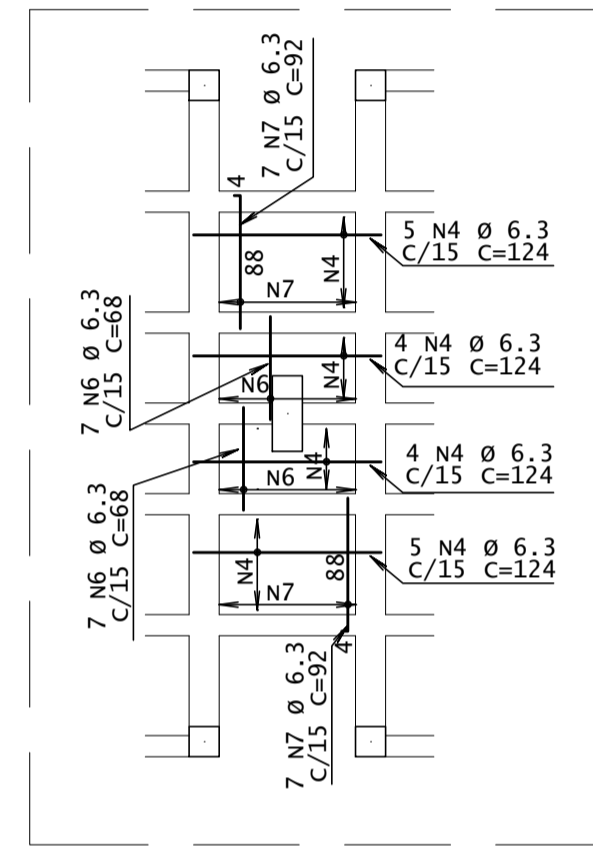 7 N7 Ø 6.3
C/15 C=92
4
88
N7
N4
5 N4 Ø 6.3
C/15 C=124
7 N6 Ø 6.3
C/15 C=68
N6
N4
4 N4 Ø 6.3
C/15 C=124
7 N6 Ø 6.3
C/15 C=68
N6
N4
4 N4 Ø 6.3
C/15 C=124
N4
N7
88
4
5 N4 Ø 6.3
C/15 C=124
7 N7 Ø 6.3
C/15 C=92